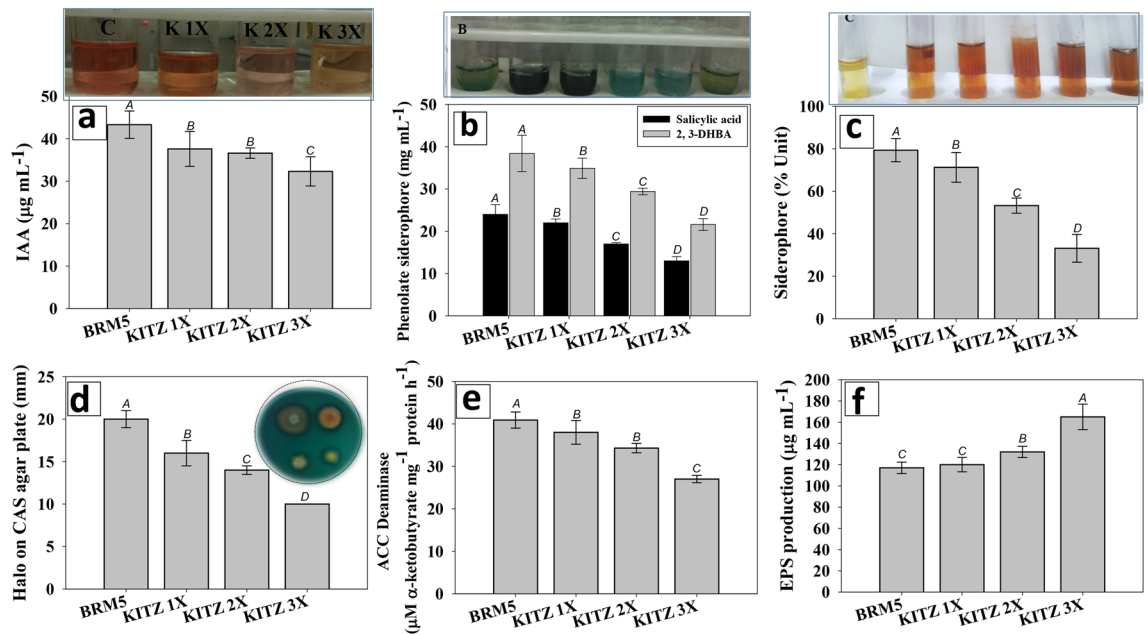 C K 1X K 2X K 3X
B
C
a
IAA (µg mL-1)
50
40
30
20
10
0
A
B
B
C
BRM5 KITZ 1X KITZ 2X KITZ 3X
b
Phenolate siderophore (mg mL-1)
50
40
30
20
10
0
Salicylic acid
2, 3-DHBA
A
A
B
B
C
C
D
D
BRM5 KITZ 1X KITZ 2X KITZ 3X
c
Siderophore (% Unit)
100
80
60
40
20
0
A
B
C
D
BRM5 KITZ 1X KITZ 2X KITZ 3X
d
Halo on CAS agar plate (mm)
25
20
15
10
5
0
A
B
C
D
BRM5 KITZ 1X KITZ 2X KITZ 3X
e
ACC Deaminase
(µM α-ketobutyrate mg-1 protein h-1)
50
40
30
20
10
0
A
B
B
C
BRM5 KITZ 1X KITZ 2X KITZ 3X
f
EPS production (µg mL-1)
200
180
160
140
120
100
80
60
40
20
0
C
C
B
A
BRM5 KITZ 1X KITZ 2X KITZ 3X